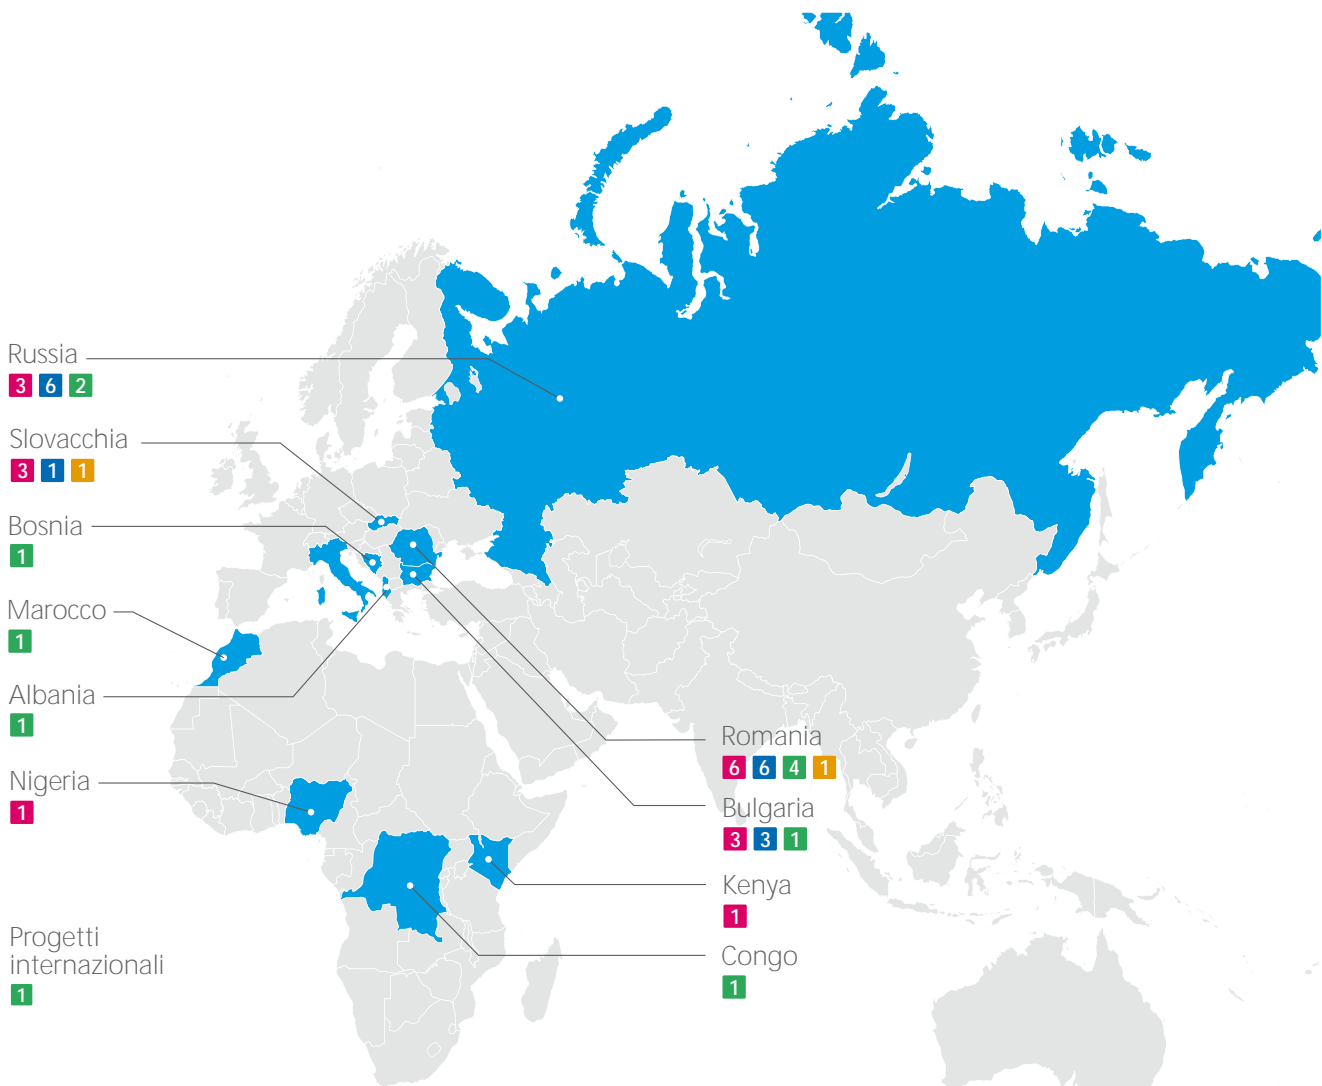 Russia
3 6 2
Slovacchia
3 1 1
Bosnia
1
Marocco
1
Albania
1
Nigeria
1
Progetti
internazionali
1
Romania
6 6 4 1
Bulgaria
3 3 1
Kenya
1
Congo
1